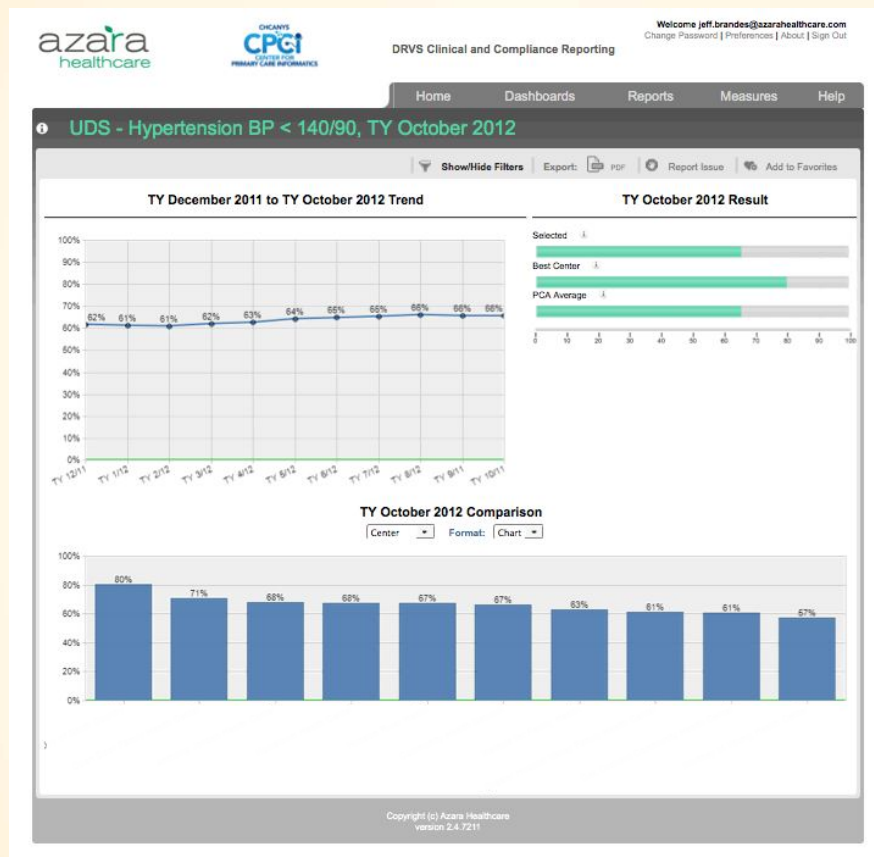 azara
healthcare
CHCANYS
CPCI
CENTER FOR
PRIMARY CARE INFORMATICS
DRVS Clinical and Compliance Reporting
Welcome jeff.brandes@azarahealthcare.com
Change Password | Preferences | About | Sign Out
Home Dashboards Reports Measures Help
UDS - Hypertension BP < 140/90, TY October 2012
Show/Hide Filters Export: PDF Report Issue Add to Favorites
TY December 2011 to TY October 2012 Trend
100%
90%
80%
70%
60%
50%
40%
30%
20%
10%
0%
62% 61% 61% 62% 63% 64% 65% 66% 66% 66% 66%
TY 12/11 TY 1/12 TY 2/12 TY 3/12 TY 4/12 TY 5/12 TY 6/12 TY 7/12 TY 8/12 TY 9/11 TY 10/11
TY October 2012 Result
Selected
Best Center
PCA Average
0 10 20 30 40 50 60 70 80 90 100
TY October 2012 Comparison
Center Format: Chart
100%
80%
60%
40%
20%
0%
80% 71% 68% 68% 67% 67% 63% 61% 61% 57%
Copyright (c) Azara Healthcare
version 2.4.7211